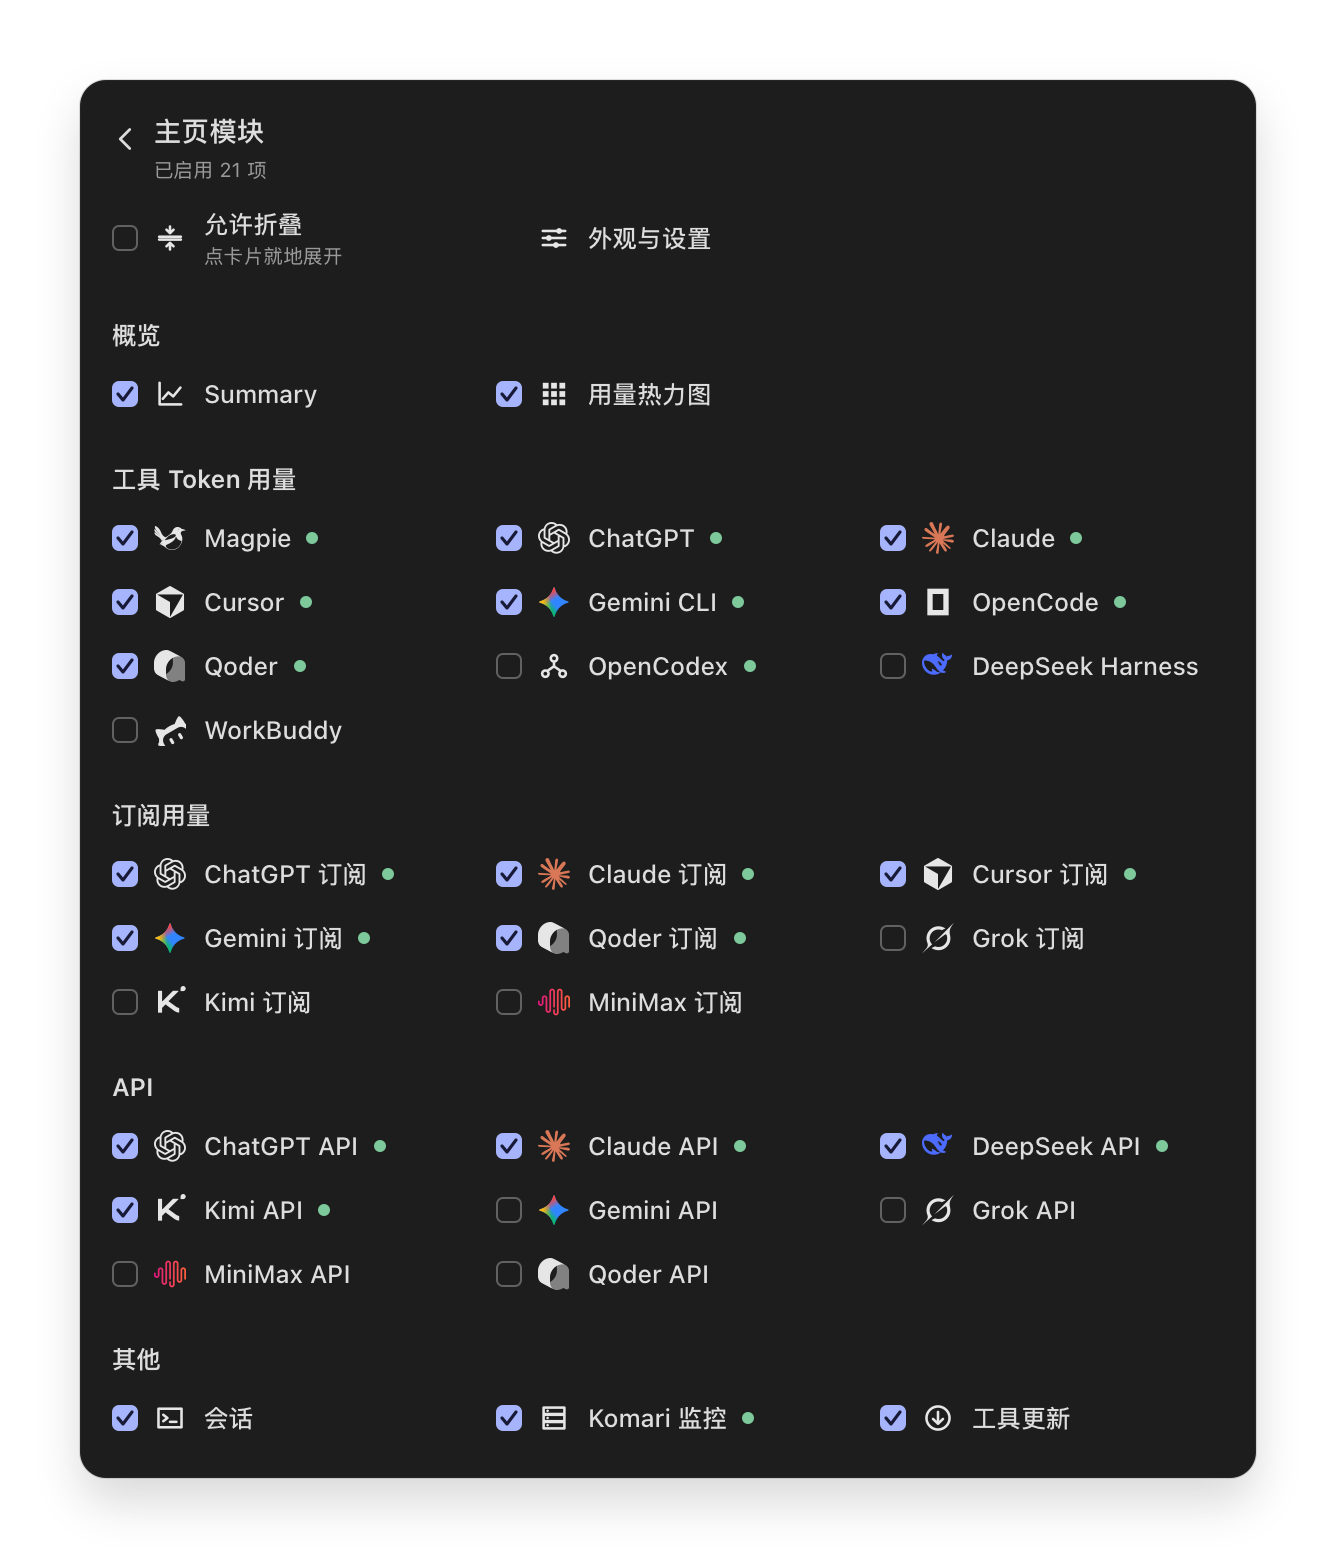 主页模块
已启用 21 项
允许折叠
点卡片就地展开
外观与设置
概览
Summary
用量热力图
工具 Token 用量
Magpie
ChatGPT
Claude
Cursor
Gemini CLI
OpenCode
Qoder
OpenCodex
DeepSeek Harness
WorkBuddy
订阅用量
ChatGPT 订阅
Claude 订阅
Cursor 订阅
Gemini 订阅
Qoder 订阅
Grok 订阅
Kimi 订阅
MiniMax 订阅
API
ChatGPT API
Claude API
DeepSeek API
Kimi API
Gemini API
Grok API
MiniMax API
Qoder API
其他
会话
Komari 监控
工具更新